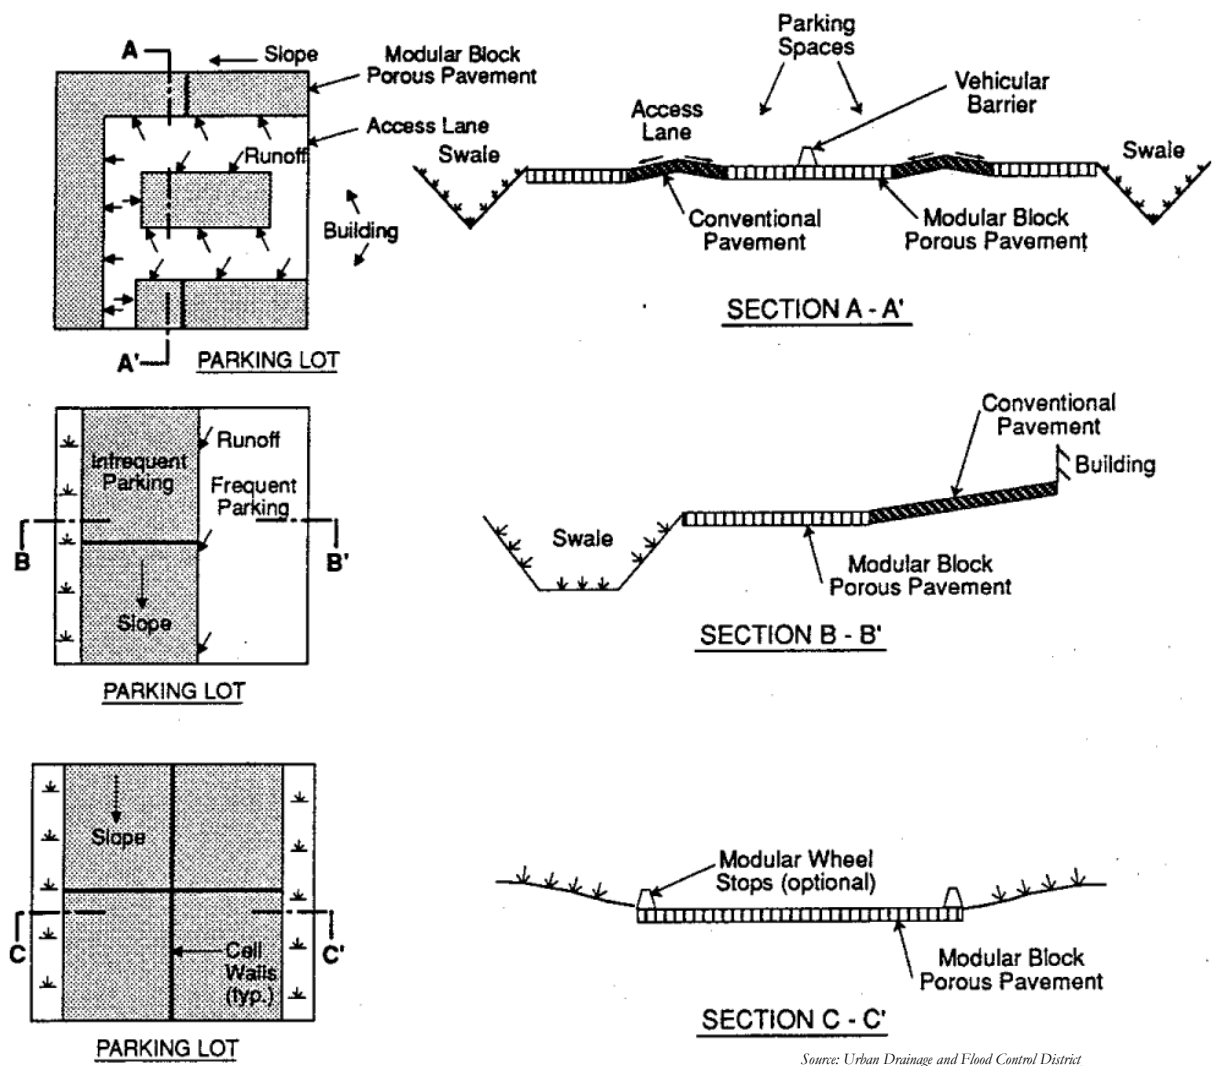 A
Slope
Modular Block
Porous Pavement
Access Lane
Runoff
Building
A'
PARKING LOT
Parking
Spaces
Vehicular
Barrier
Access
Lane
Swale
Swale
Conventional
Pavement
Modular Block
Porous Pavement
SECTION A - A'
Runoff
Infrequent
Parking
Frequent
Parking
B
B'
Slope
PARKING LOT
Conventional
Pavement
Building
Swale
Modular Block
Porous Pavement
SECTION B - B'
Slope
C
C'
Cell
Walls
(typ.)
PARKING LOT
Modular Wheel
Stops (optional)
Modular Block
Porous Pavement
SECTION C - C'
Source: Urban Drainage and Flood Control District